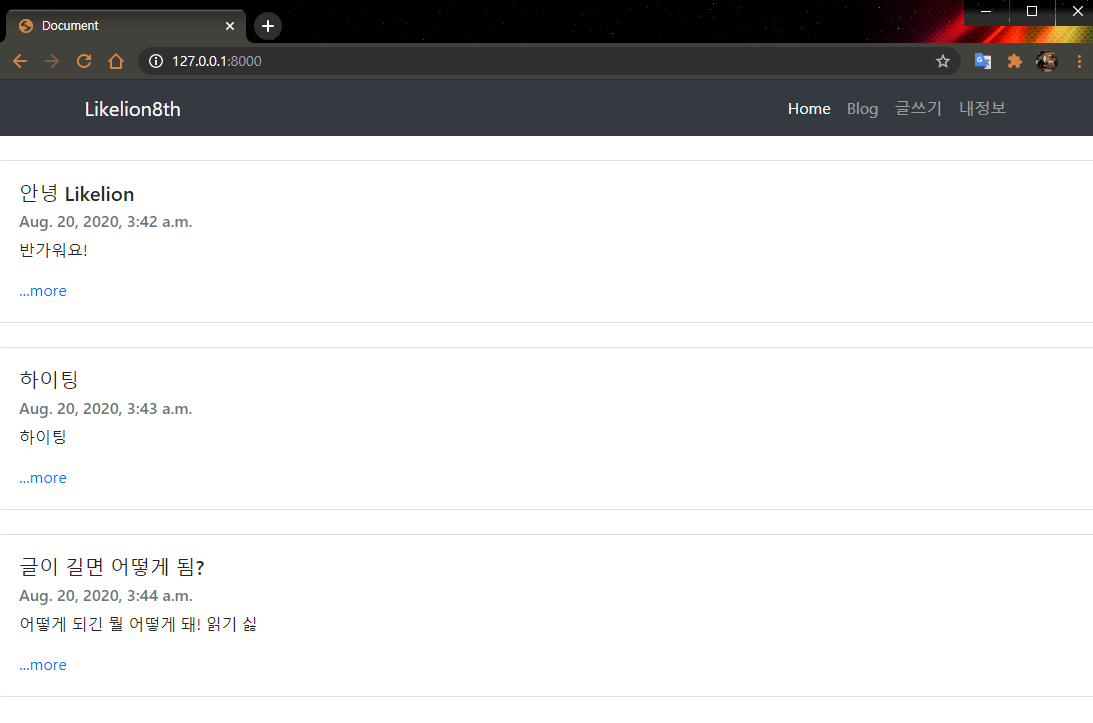 Document
127.0.0.1:8000
Likelion8th
Home Blog 글쓰기 내정보
안녕 Likelion
Aug. 20, 2020, 3:42 a.m.
반가워요!
...more
하이팅
Aug. 20, 2020, 3:43 a.m.
하이팅
...more
글이 길면 어떻게 됨?
Aug. 20, 2020, 3:44 a.m.
어떻게 되긴 뭘 어떻게 돼! 읽기 싫
...more